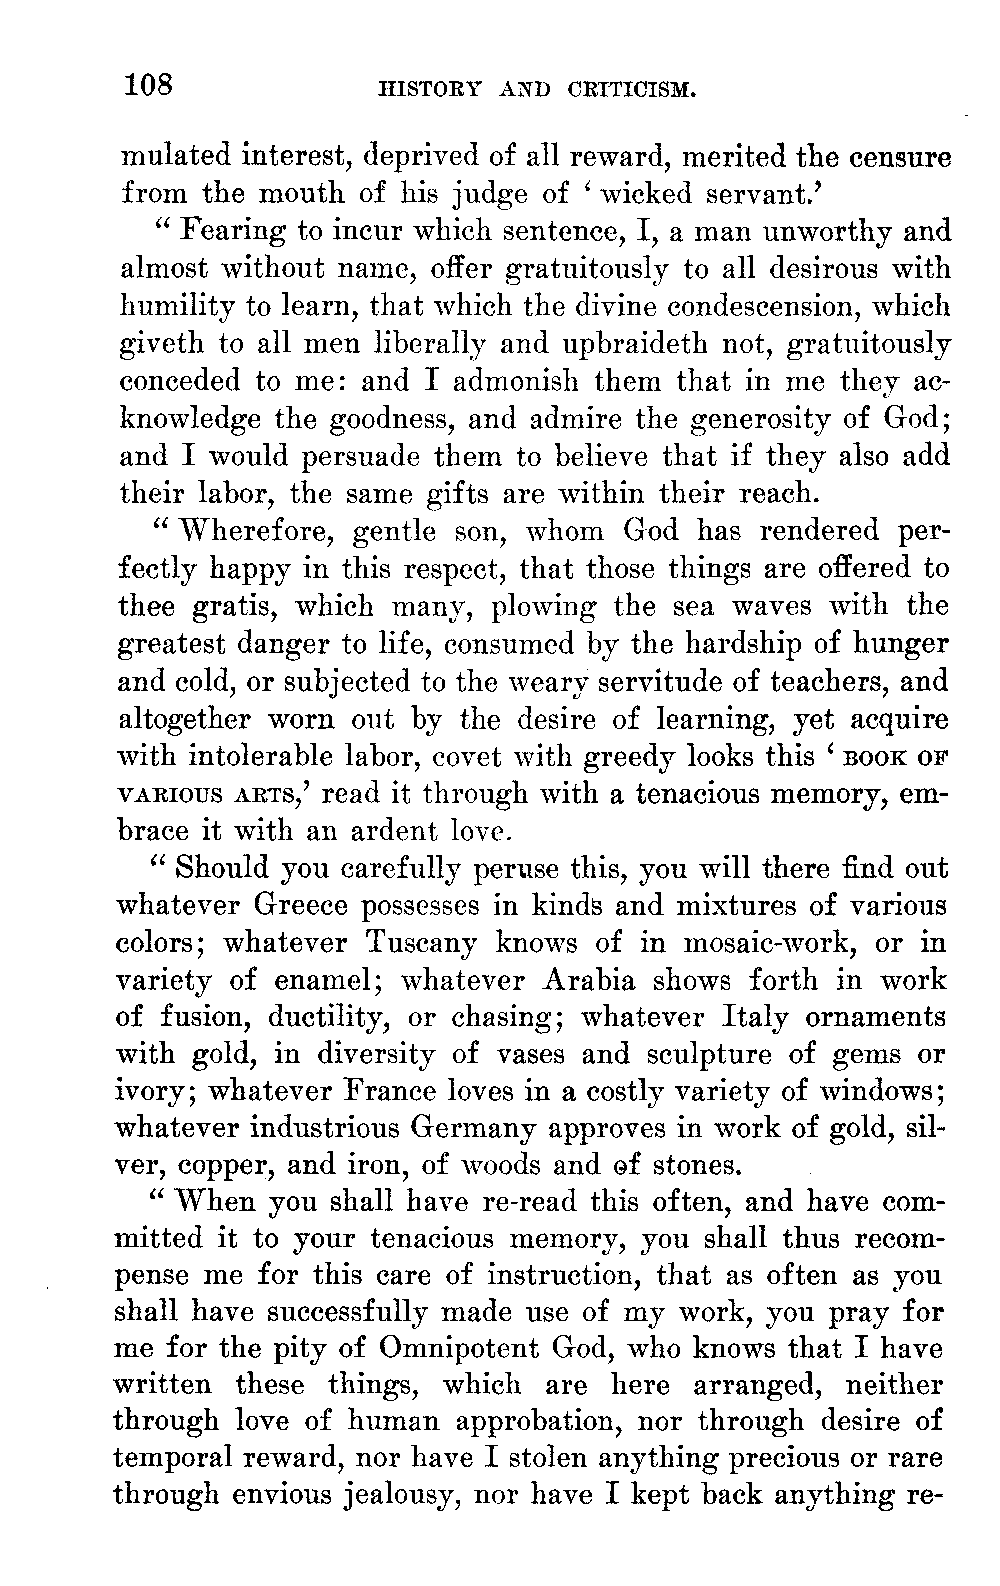 108 HISTORY AND CRITICISM.
mulated interest, deprived of all reward, merited the censure
from the mouth of his judge of ‘ wicked servant.’
“ Fearing to incur which sentence, I, a man unworthy and
almost without name, offer gratuitously to all desirous with
humility to learn, that which the divine condescension, which
giveth to all men liberally and upbraideth not, gratuitously
conceded to me: and I admonish them that in me they ac-
knowledge the goodness, and admire the generosity of God;
and I would persuade them to believe that if they also add
their labor, the same gifts are within their reach.
“ Wherefore, gentle son, whom God has rendered per-
fectly happy in this respect, that those things are offered to
thee gratis, which many, plowing the sea waves with the
greatest danger to life, consumed by the hardship of hunger
and cold, or subjected to the weary servitude of teachers, and
altogether worn out by the desire of learning, yet acquire
with intolerable labor, covet with greedy looks this ‘ BOOK OF
VARIOUS ARTS,’ read it through with a tenacious memory, em-
brace it with an ardent love.
“ Should you carefully peruse this, you will there find out
whatever Greece possesses in kinds and mixtures of various
colors; whatever Tuscany knows of in mosaic-work, or in
variety of enamel; whatever Arabia shows forth in work
of fusion, ductility, or chasing; whatever Italy ornaments
with gold, in diversity of vases and sculpture of gems or
ivory; whatever France loves in a costly variety of windows;
whatever industrious Germany approves in work of gold, sil-
ver, copper, and iron, of woods and of stones.
“ When you shall have re-read this often, and have com-
mitted it to your tenacious memory, you shall thus recom-
pense me for this care of instruction, that as often as you
shall have successfully made use of my work, you pray for
me for the pity of Omnipotent God, who knows that I have
written these things, which are here arranged, neither
through love of human approbation, nor through desire of
temporal reward, nor have I stolen anything precious or rare
through envious jealousy, nor have I kept back anything re-